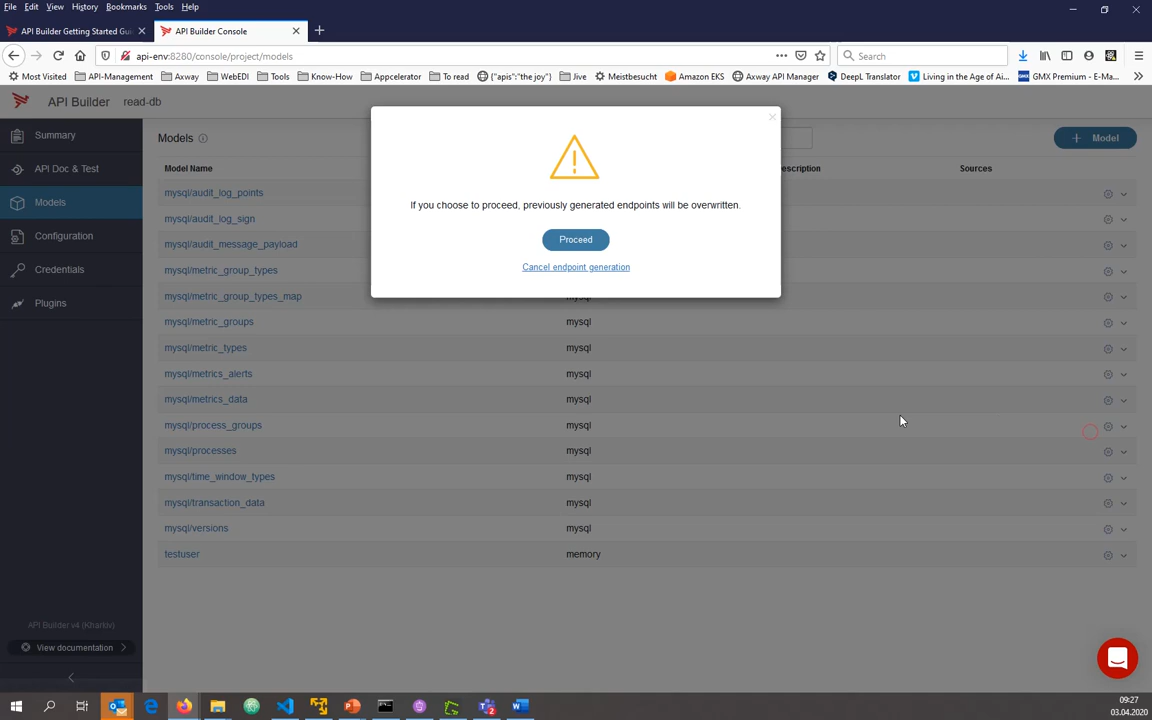 File Edit View History Bookmarks Tools Help
API Builder Getting Started Gui
API Builder Console
api-env:8280/console/project/models
Search
Most Visited API-Management Axway WebEDI Tools Know-How Appcelerator To read {"apis":"the joy"} Jive Meistbesucht Amazon EKS Axway API Manager DeepL Translator Living in the Age of Ai... GMX Premium - E-Ma...
API Builder read-db
Summary
API Doc & Test
Models
Configuration
Credentials
Plugins
API Builder v4 (Kharkiv)
View documentation
Models
Model
Model Name
escription
Sources
mysql/audit_log_points
mysql/audit_log_sign
mysql/audit_message_payload
mysql/metric_group_types
mysql/metric_group_types_map mysql
mysql/metric_groups mysql
mysql/metric_types mysql
mysql/metrics_alerts mysql
mysql/metrics_data mysql
mysql/process_groups mysql
mysql/processes mysql
mysql/time_window_types mysql
mysql/transaction_data mysql
mysql/versions mysql
testuser memory
If you choose to proceed, previously generated endpoints will be overwritten.
Proceed
Cancel endpoint generation
09:27
03.04.2020